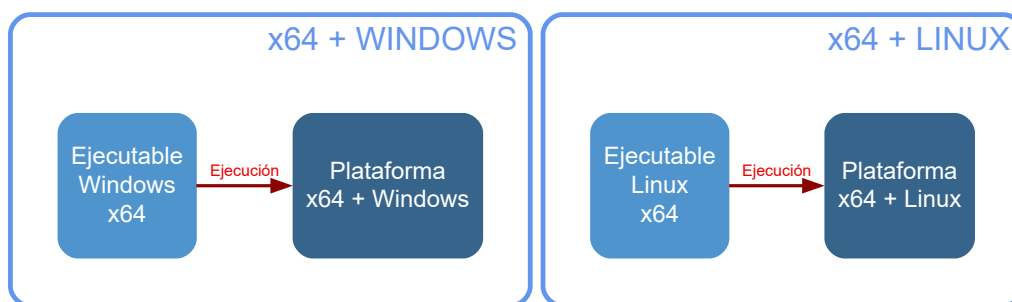 x64 + WINDOWS
Ejecutable
Windows
x64
Ejecución
Plataforma
x64 + Windows
x64 + LINUX
Ejecutable
Linux
x64
Ejecución
Plataforma
x64 + Linux